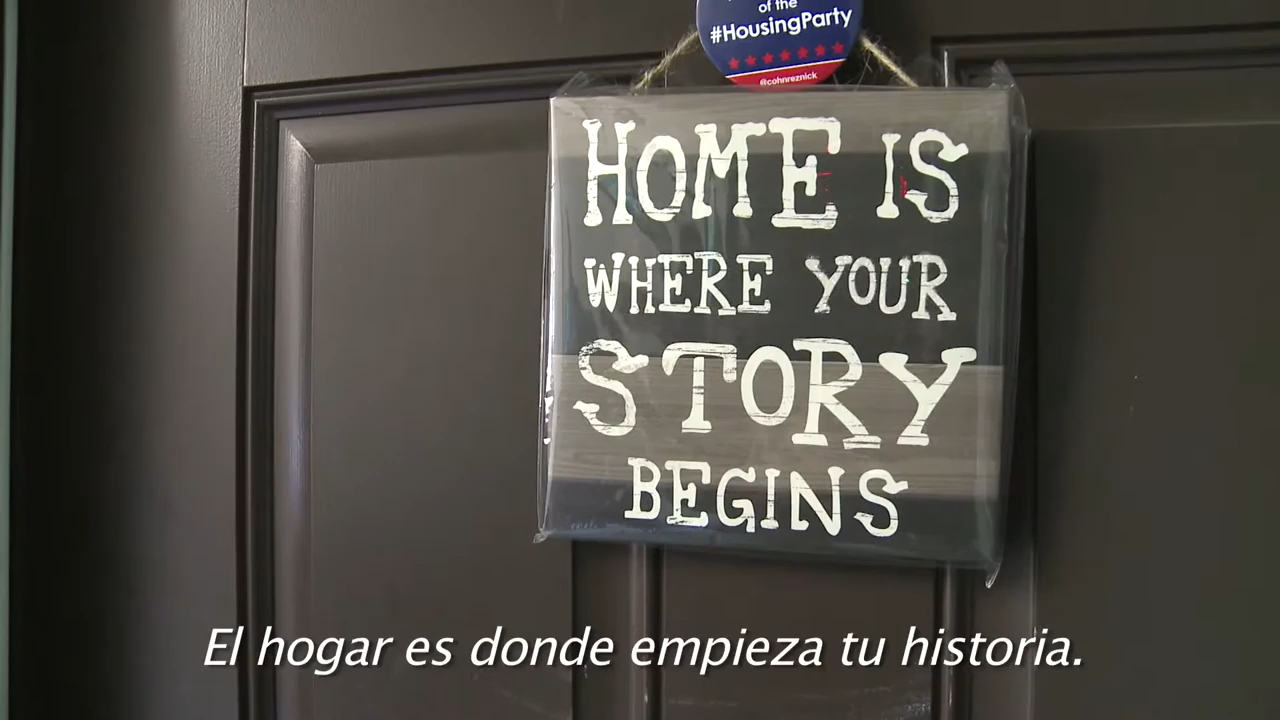 of the
#HousingParty
@cohnreznick
HOME IS
WHERE YOUR
STORY
BEGINS
El hogar es donde empieza tu historia.